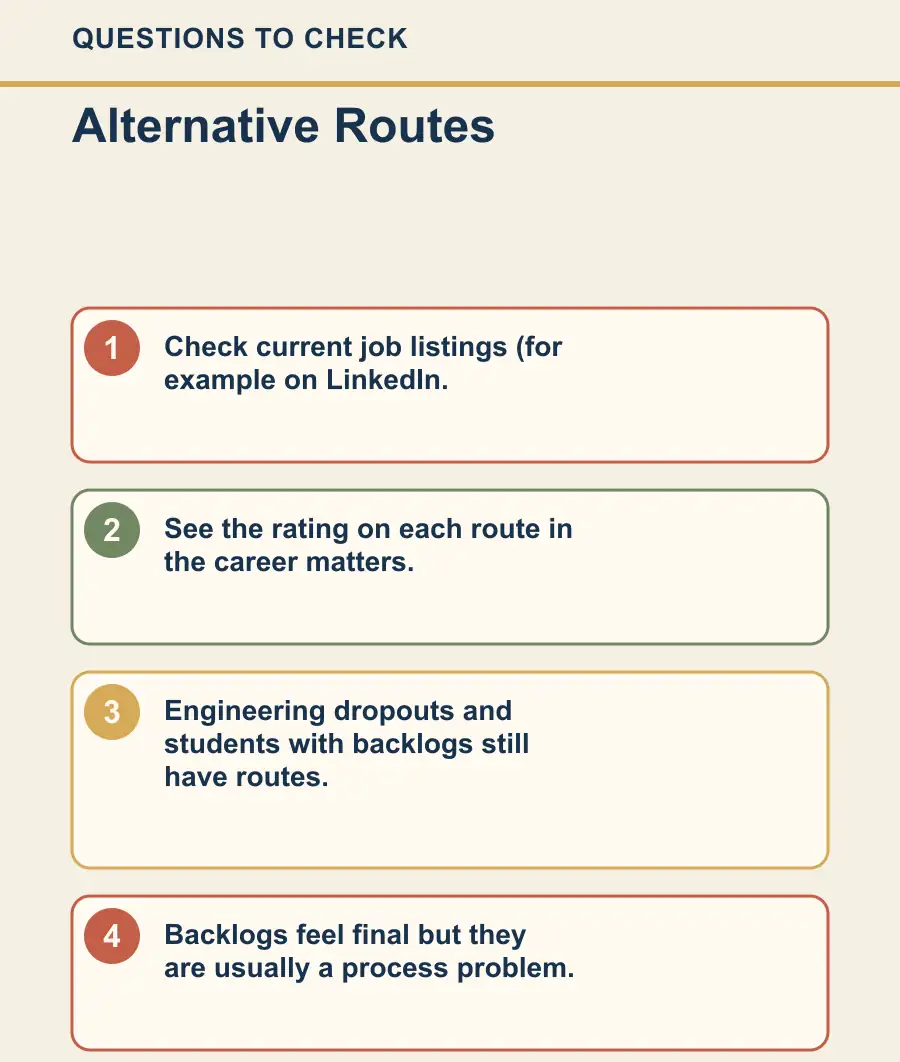 QUESTIONS TO CHECK
Alternative Routes
1
Check current job listings (for
example on LinkedIn.
2
See the rating on each route in
the career matters.
3
Engineering dropouts and
students with backlogs still
have routes.
4
Backlogs feel final but they
are usually a process problem.